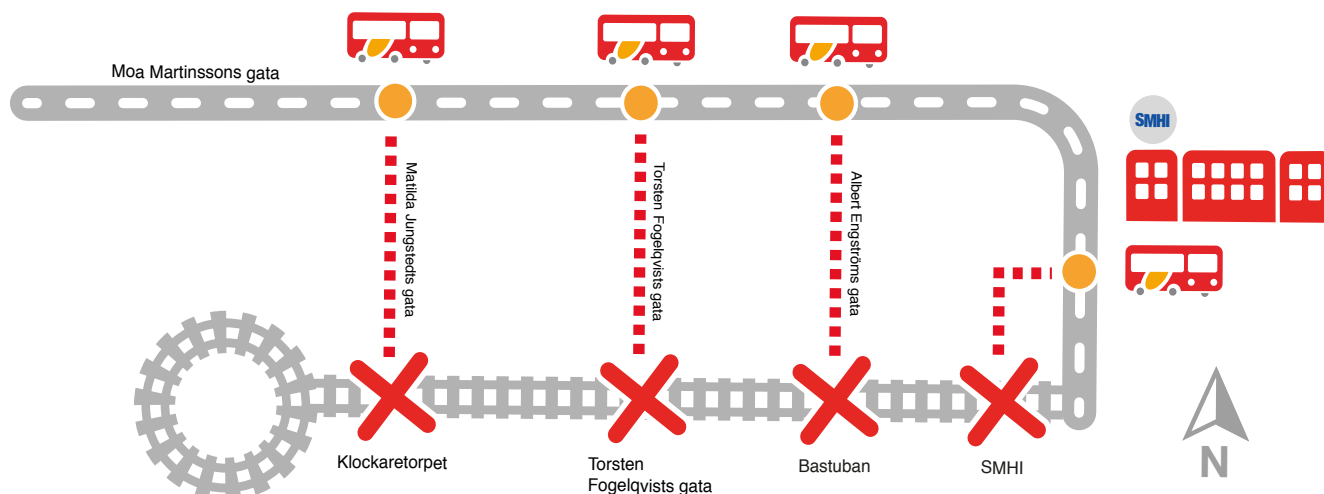 Moa Martinssons gata
SMHI
Matilda Jungstedts gata
Torsten Fogelqvists gata
Albert Engströms gata
Klockaretorpet
Torsten
Fogelqvists gata
Bastuban
SMHI
N